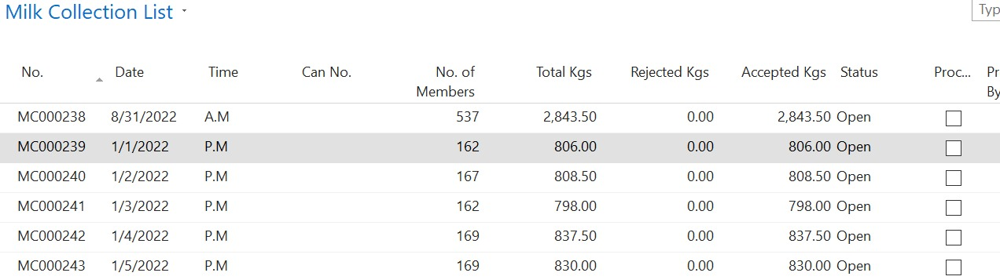 Milk Collection List
Typ
No. Date Time Can No. No. of Members Total Kgs Rejected Kgs Accepted Kgs Status Proc... Pr By
MC000238 8/31/2022 A.M 537 2,843.50 0.00 2,843.50 Open
MC000239 1/1/2022 P.M 162 806.00 0.00 806.00 Open
MC000240 1/2/2022 P.M 167 808.50 0.00 808.50 Open
MC000241 1/3/2022 P.M 162 798.00 0.00 798.00 Open
MC000242 1/4/2022 P.M 169 837.50 0.00 837.50 Open
MC000243 1/5/2022 P.M 169 830.00 0.00 830.00 Open